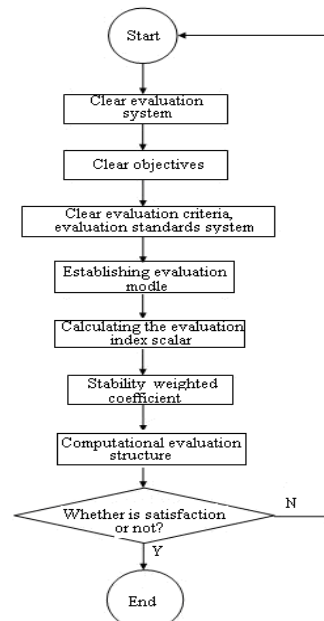 Start
Clear evaluation
system
Clear objectives
Clear evaluation criteria,
evaluation standards system
Establishing evaluation
modle
Calculating the evaluation
index scalar
Stability weighted
coefficient
Computational evaluation
structure
Whether is satisfaction
or not?
N
Y
End